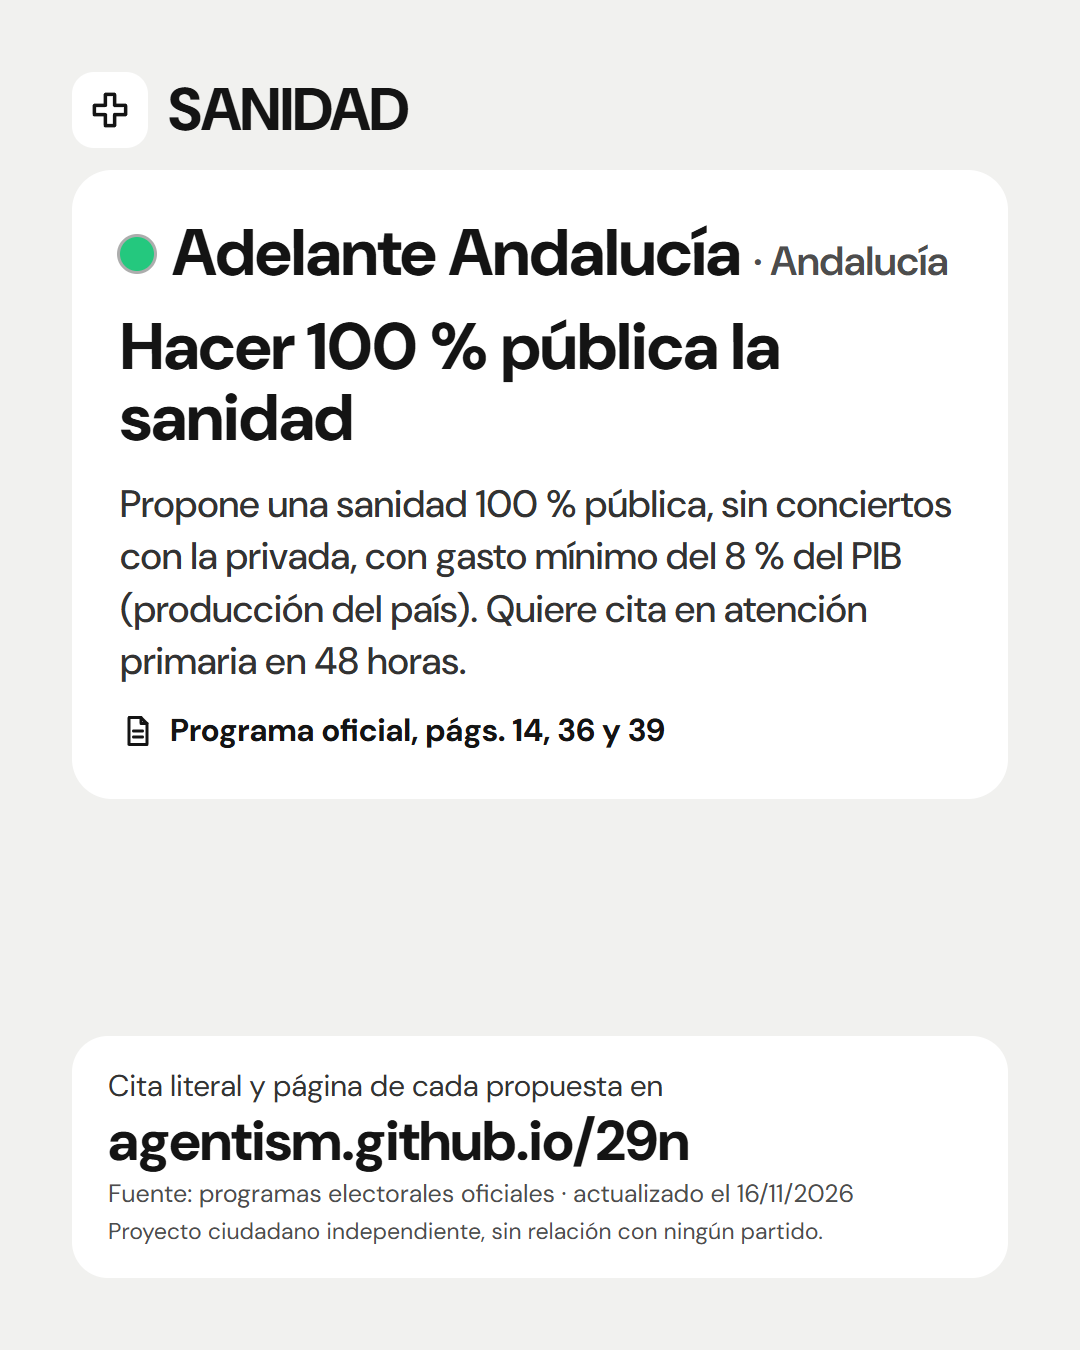 SANIDAD
Adelante Andalucía · Andalucía
Hacer 100 % pública la
sanidad
Propone una sanidad 100 % pública, sin conciertos
con la privada, con gasto mínimo del 8 % del PIB
(producción del país). Quiere cita en atención
primaria en 48 horas.
Programa oficial, págs. 14, 36 y 39
Cita literal y página de cada propuesta en
agentism.github.io/29n
Fuente: programas electorales oficiales · actualizado el 16/11/2026
Proyecto ciudadano independiente, sin relación con ningún partido.